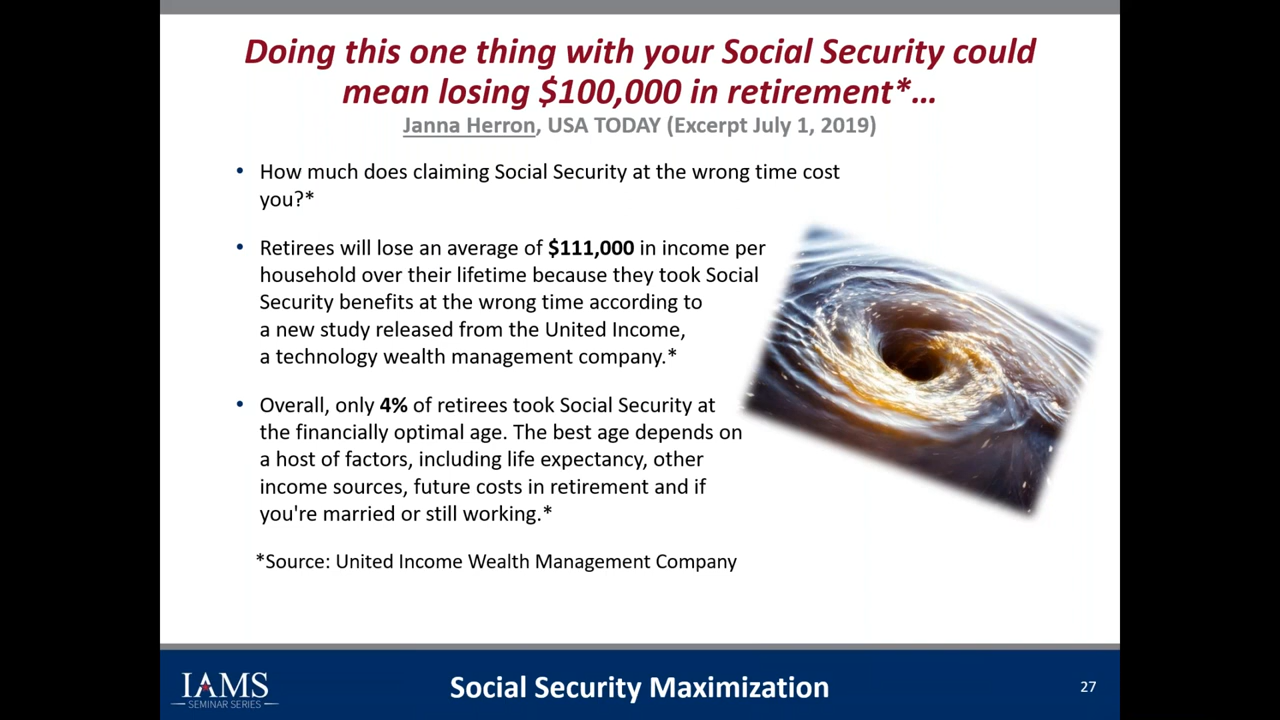 Doing this one thing with your Social Security could
mean losing $100,000 in retirement*…
Janna Herron, USA TODAY (Excerpt July 1, 2019)
• How much does claiming Social Security at the wrong time cost
you?*
• Retirees will lose an average of $111,000 in income per
household over their lifetime because they took Social
Security benefits at the wrong time according to
a new study released from the United Income,
a technology wealth management company.*
• Overall, only 4% of retirees took Social Security at
the financially optimal age. The best age depends on
a host of factors, including life expectancy, other
income sources, future costs in retirement and if
you're married or still working.*
*Source: United Income Wealth Management Company
IAMS
SEMINAR SERIES
Social Security Maximization
27